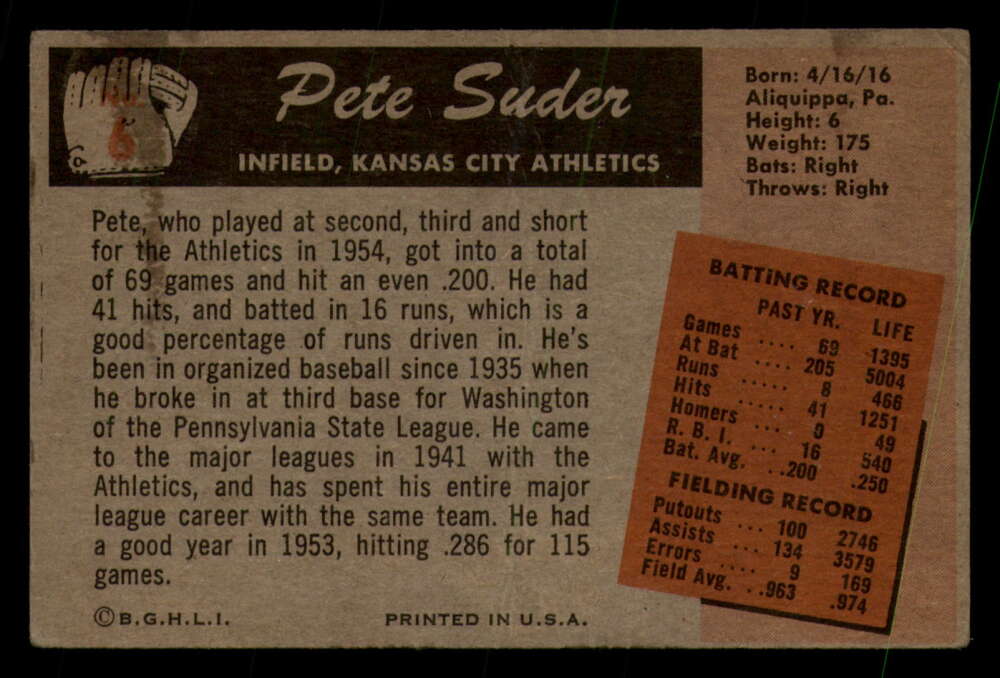 6
Pete Suder
INFIELD, KANSAS CITY ATHLETICS
Born: 4/16/16
Aliquippa, Pa.
Height: 6
Weight: 175
Bats: Right
Throws: Right
Pete, who played at second, third and short
for the Athletics in 1954, got into a total
of 69 games and hit an even .200. He had
41 hits, and batted in 16 runs, which is a
good percentage of runs driven in. He's
been in organized baseball since 1935 when
he broke in at third base for Washington
of the Pennsylvania State League. He came
to the major leagues in 1941 with the
Athletics, and has spent his entire major
league career with the same team. He had
a good year in 1953, hitting .286 for 115
games.
BATTING RECORD
PAST YR. LIFE
Games .... 69 1395
At Bat .... 205 5004
Runs ..... 8 466
Hits ..... 41 1251
Homers .. 0 49
R. B. I. .. 16 540
Bat. Avg. ..200 .250
FIELDING RECORD
Putouts ... 100 2746
Assists ... 134 3579
Errors .... 9 169
Field Avg. ..963 .974
©B.G.H.L.I. PRINTED IN U.S.A.